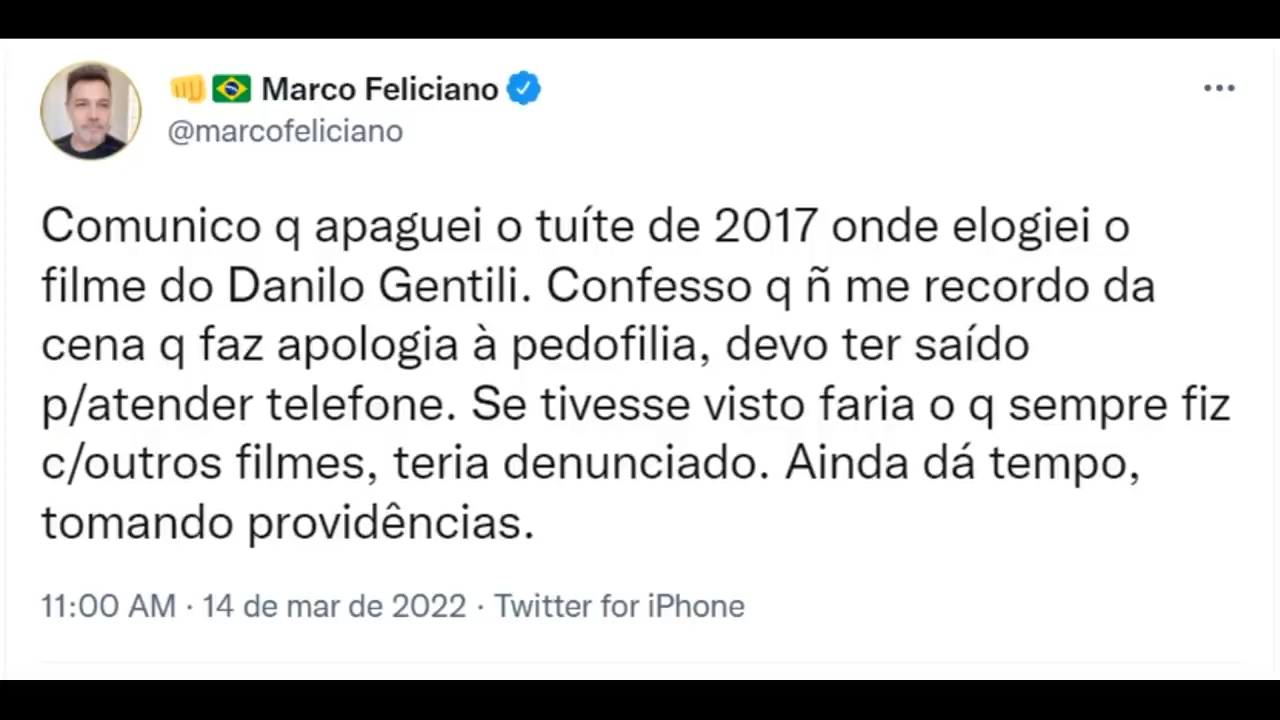 👊🇧🇷 Marco Feliciano
@marcofeliciano
Comunico q apaguei o tuíte de 2017 onde elogiei o
filme do Danilo Gentili. Confesso q ñ me recordo da
cena q faz apologia à pedofilia, devo ter saído
p/atender telefone. Se tivesse visto faria o q sempre fiz
c/outros filmes, teria denunciado. Ainda dá tempo,
tomando providências.
11:00 AM · 14 de mar de 2022 · Twitter for iPhone